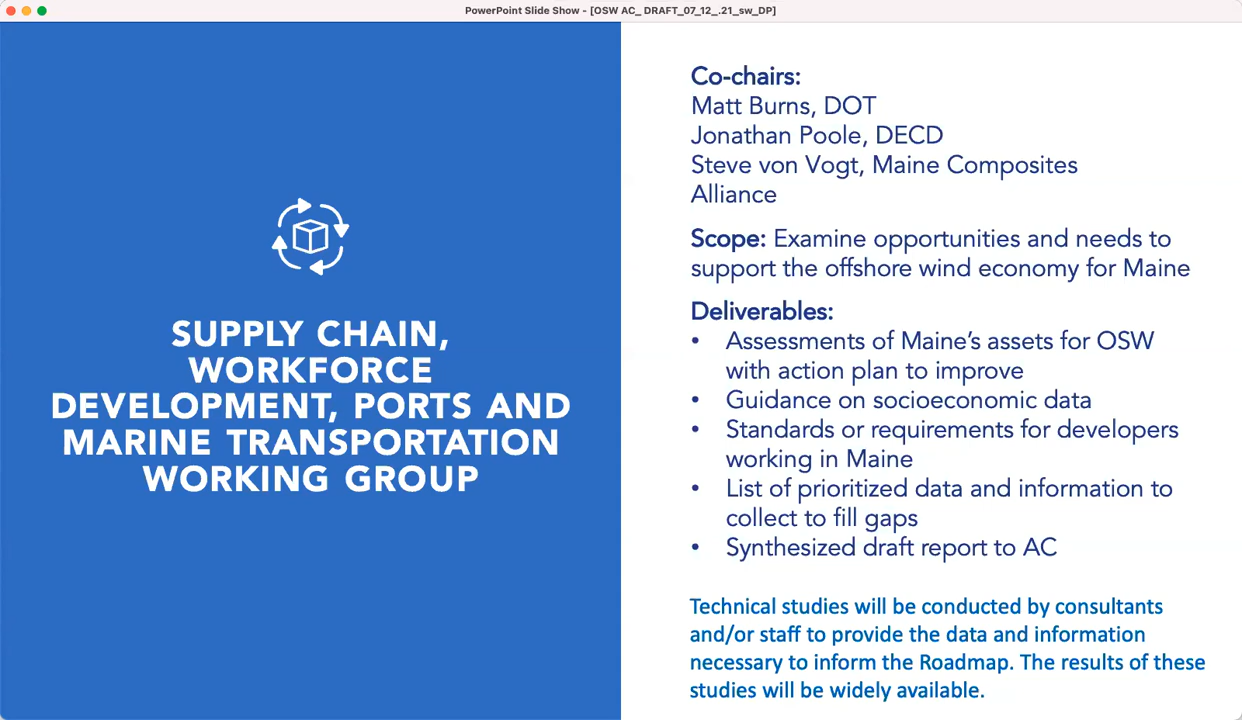 PowerPoint Slide Show - [OSW AC_ DRAFT_07_12_.21_sw_DP]
SUPPLY CHAIN,
WORKFORCE
DEVELOPMENT, PORTS AND
MARINE TRANSPORTATION
WORKING GROUP
Co-chairs:
Matt Burns, DOT
Jonathan Poole, DECD
Steve von Vogt, Maine Composites
Alliance
Scope: Examine opportunities and needs to
support the offshore wind economy for Maine
Deliverables:
• Assessments of Maine’s assets for OSW
with action plan to improve
• Guidance on socioeconomic data
• Standards or requirements for developers
working in Maine
• List of prioritized data and information to
collect to fill gaps
• Synthesized draft report to AC
Technical studies will be conducted by consultants
and/or staff to provide the data and information
necessary to inform the Roadmap. The results of these
studies will be widely available.